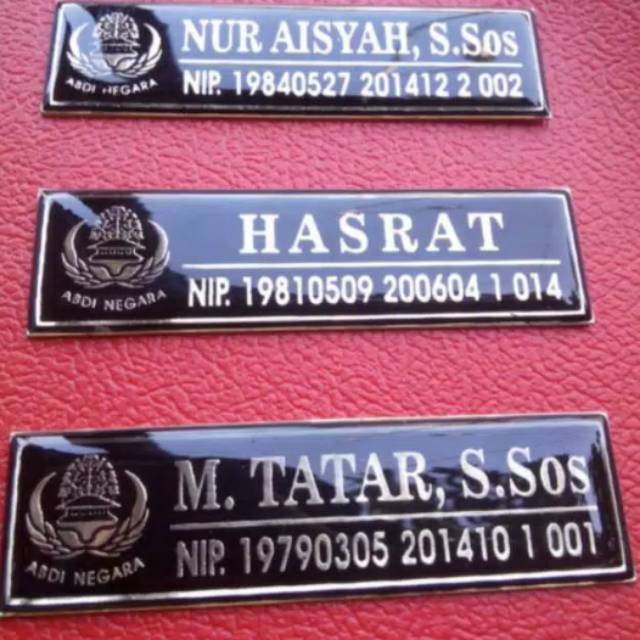 NUR AISYAH, S.Sos
NIP. 19840527 201412 2 002
ABDI NEGARA
HASRAT
NIP. 19810509 200604 1 014
ABDI NEGARA
M. TATAR, S.Sos
NIP. 19790305 201410 1 001
ABDI NEGARA